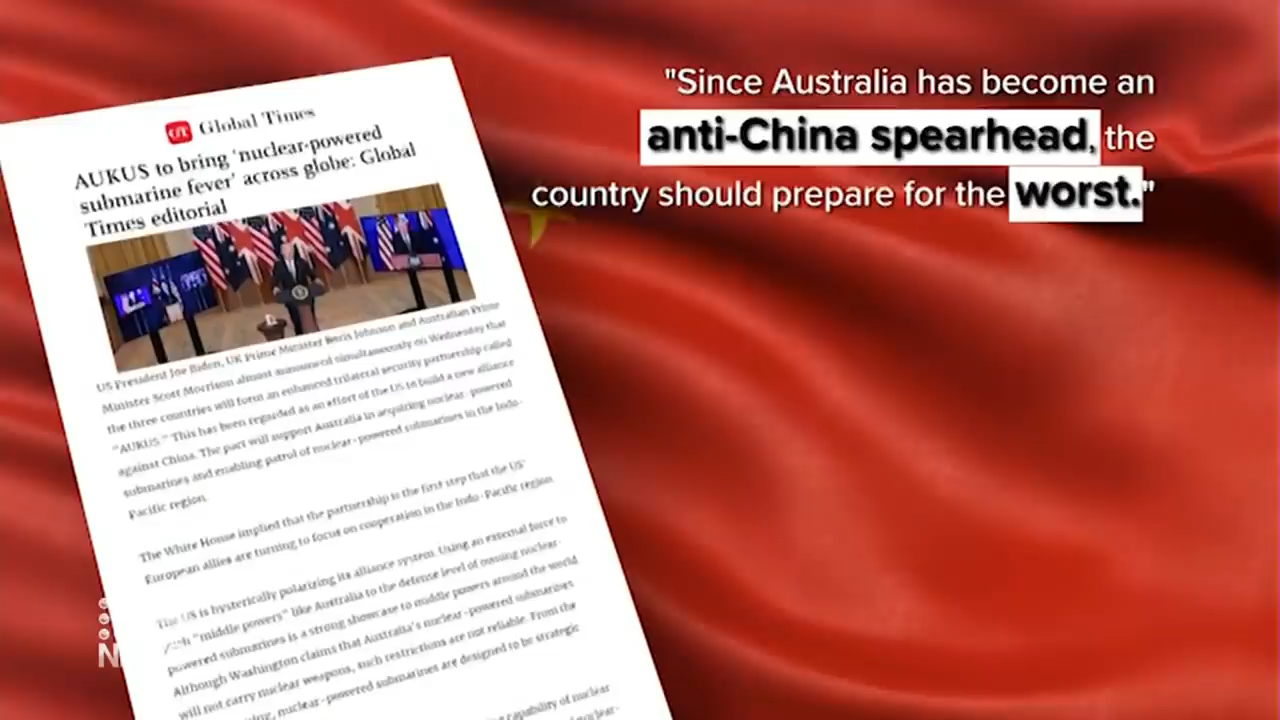 GT Global Times
AUKUS to bring 'nuclear-powered
submarine fever' across globe: Global
Times editorial
US President Joe Biden, UK Prime Minister Boris Johnson and Australian Prime
Minister Scott Morrison almost announced simultaneously on Wednesday that
the three countries will form an enhanced trilateral security partnership called
"AUKUS." This has been regarded as an effort of the US to build a new alliance
against China. The pact will support Australia in acquiring nuclear-powered
submarines and enabling patrol of nuclear-powered submarines in the Indo-
Pacific region.
The White House implied that the partnership is the first step that the US'
European allies are turning to focus on cooperation in the Indo-Pacific region.
The US is hysterically polarizing its alliance system. Using an external force to
"middle powers" like Australia to the defense level of owning nuclear-
powered submarines is a strong showcase to middle powers around the world
Although Washington claims that Australia's nuclear-powered submarines
will not carry nuclear weapons, such restrictions are not reliable. From the
nuclear-powered submarines are designed to be strategic
capability of nuclear
nuclear-
"Since Australia has become an
anti-China spearhead, the
country should prepare for the worst."
N